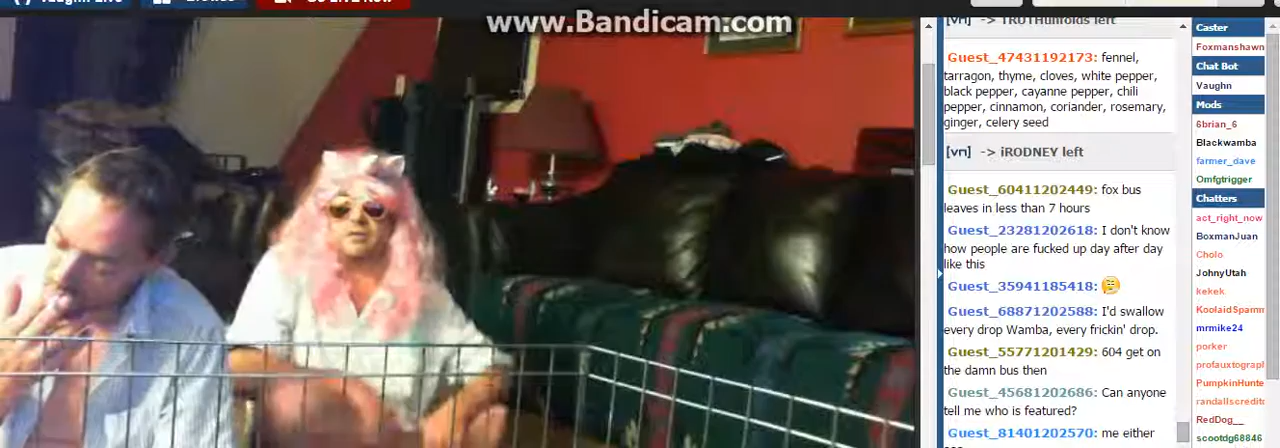 www.Bandicam.com
[vn] -> TRUTHunfolds left
Guest_47431192173: fennel,
tarragon, thyme, cloves, white pepper,
black pepper, cayanne pepper, chili
pepper, cinnamon, coriander, rosemary,
ginger, celery seed
[vn] -> iRODNEY left
Guest_60411202449: fox bus
leaves in less than 7 hours
Guest_23281202618: I don't know
how people are fucked up day after day
like this
Guest_35941185418:
Guest_68871202588: I'd swallow
every drop Wamba, every frickin' drop.
Guest_55771201429: 604 get on
the damn bus then
Guest_45681202686: Can anyone
tell me who is featured?
Guest_81401202570: me either
Caster
Foxmanshawn
Chat Bot
Vaughn
Mods
6brian_6
Blackwamba
farmer_dave
Omfgtrigger
Chatters
act_right_now
BoxmanJuan
Cholo
JohnyUtah
kekek
KoolaidSpamm
mrmike24
porker
profauxtograpl
PumpkinHunte
randallscredito
RedDog__
scootdg68846